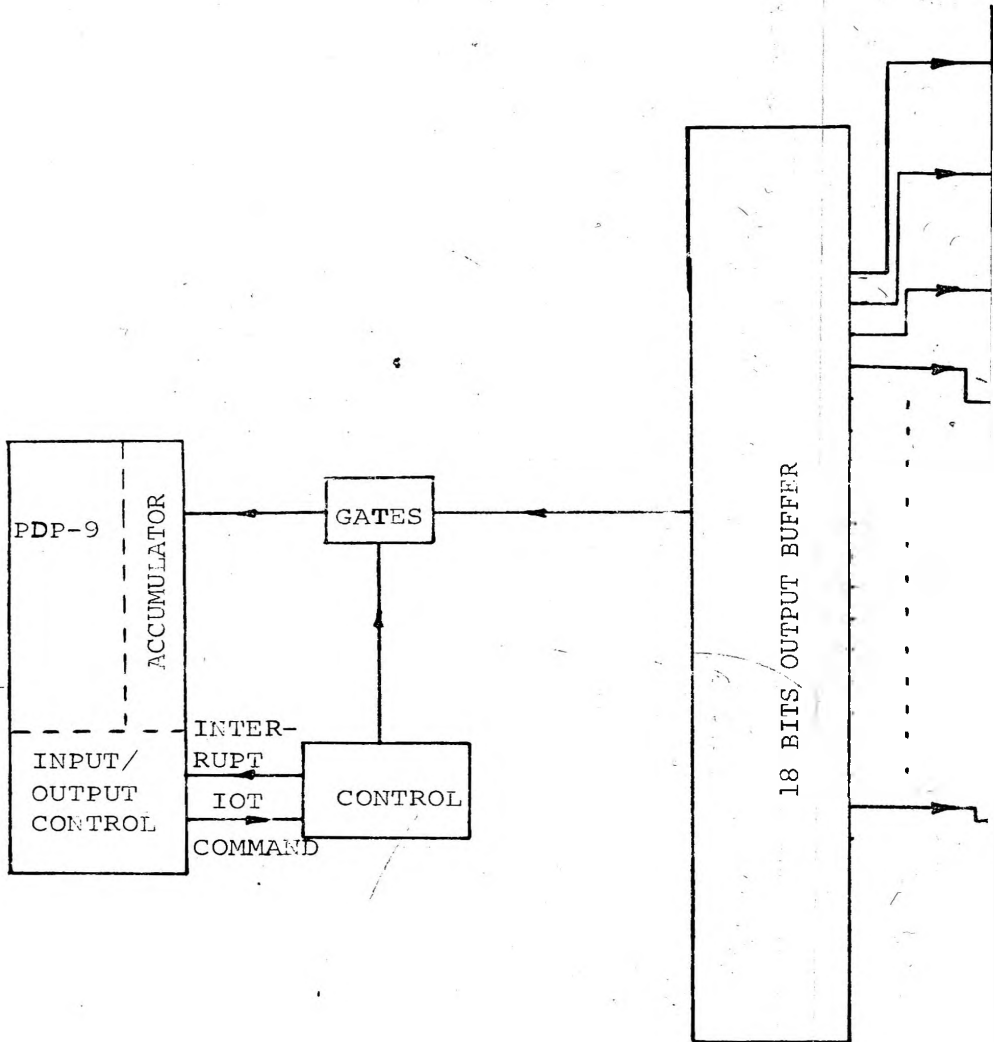 PDP-9
ACCUMULATOR
INPUT/
OUTPUT
CONTROL
INTER-
RUPT
IOT
COMMAND
GATES
CONTROL
18 BITS/OUTPUT BUFFER